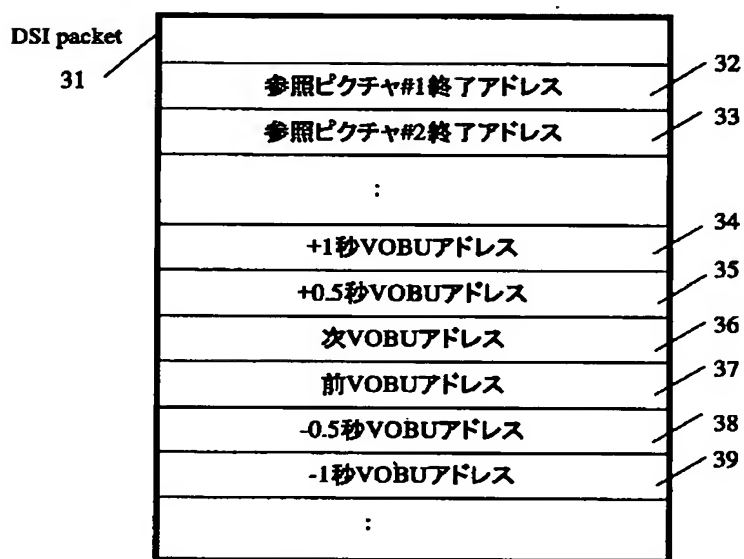 DSI packet
31
参照ピクチャ#1終了アドレス
32
参照ピクチャ#2終了アドレス
33
:
+1秒VOBUアドレス
34
+0.5秒VOBUアドレス
35
次VOBUアドレス
36
前VOBUアドレス
37
-0.5秒VOBUアドレス
38
-1秒VOBUアドレス
39
: